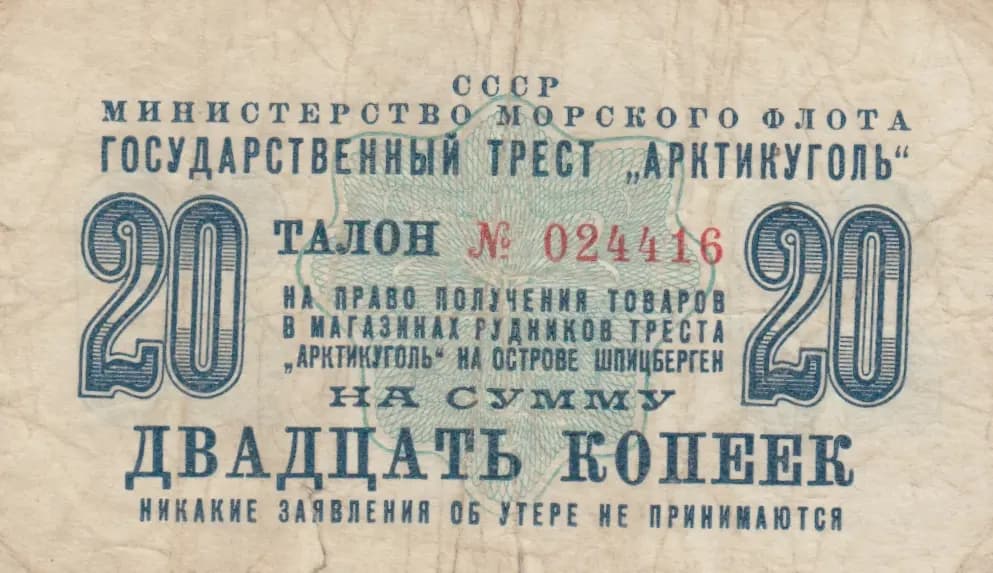 СССР
МИНИСТЕРСТВО МОРСКОГО ФЛОТА
ГОСУДАРСТВЕННЫЙ ТРЕСТ „АРКТИКУГОЛЬ“
20 ТАЛОН № 024416 20
НА ПРАВО ПОЛУЧЕНИЯ ТОВАРОВ
В МАГАЗИНАХ РУДНИКОВ ТРЕСТА
„АРКТИКУГОЛЬ“ НА ОСТРОВЕ ШПИЦБЕРГЕН
НА СУММУ
ДВАДЦАТЬ КОПЕЕК
НИКАКИЕ ЗАЯВЛЕНИЯ ОБ УТЕРЕ НЕ ПРИНИМАЮТСЯ